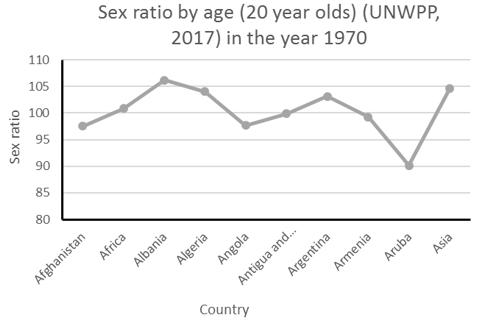 Sex ratio by age (20 year olds) (UNWPP,
2017) in the year 1970
110
105
100
95
90
85
80
Sex ratio
Afghanistan
Africa
Albania
Algeria
Angola
Antigua and...
Argentina
Armenia
Aruba
Asia
Country